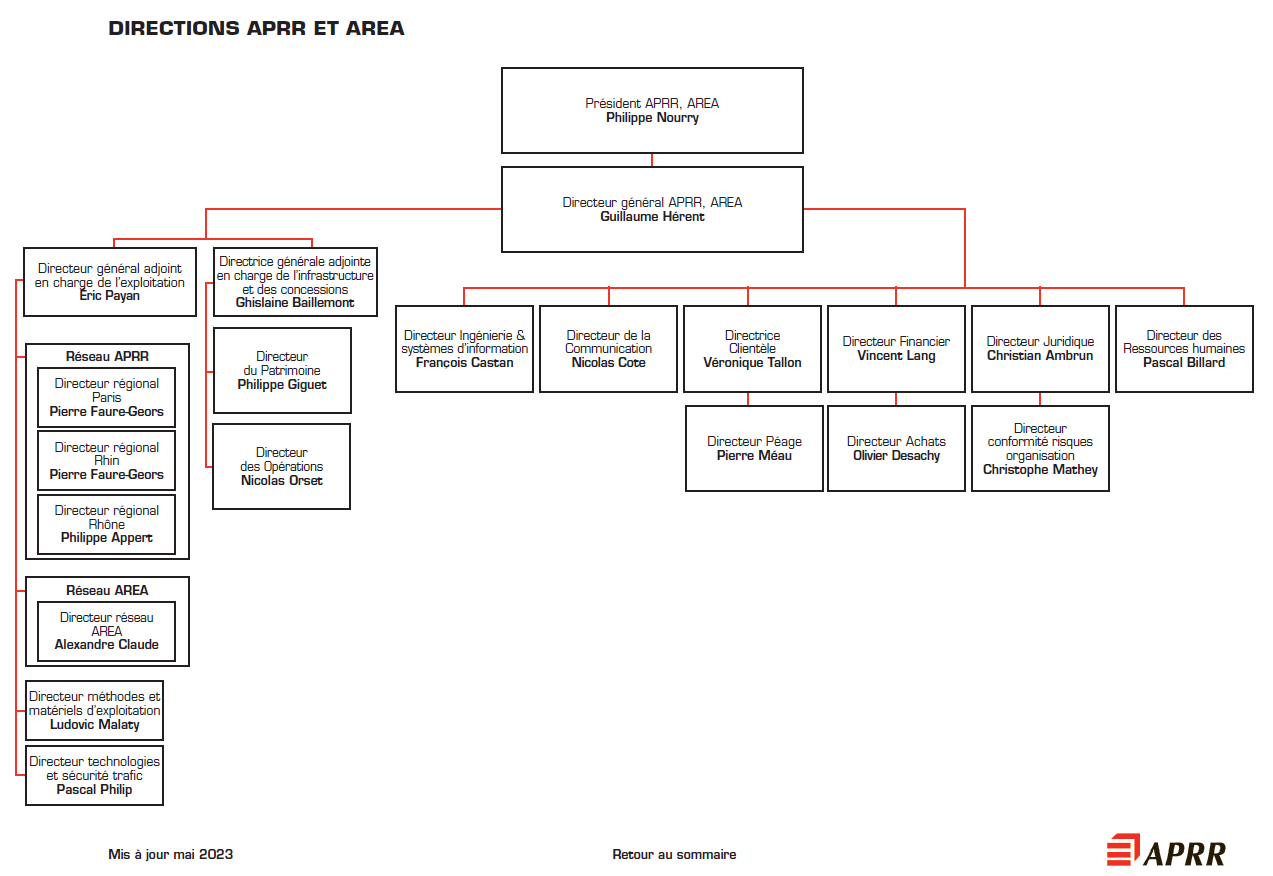 DIRECTIONS APRR ET AREA
Président APRR, AREA
Philippe Nourry
Directeur général APRR, AREA
Guillaume Hérent
Directeur général adjoint
en charge de l'exploitation
Éric Payan
Directrice générale adjointe
en charge de l'infrastructure
et des concessions
Ghislaine Baillemont
Réseau APRR
Directeur régional
Paris
Pierre Faure-Geors
Directeur régional
Rhin
Pierre Faure-Geors
Directeur régional
Rhône
Philippe Appert
Réseau AREA
Directeur réseau
AREA
Alexandre Claude
Directeur méthodes et
matériels d'exploitation
Ludovic Malaty
Directeur technologies
et sécurité trafic
Pascal Philip
Directeur
du Patrimoine
Philippe Giguet
Directeur
des Opérations
Nicolas Orset
Directeur Ingénierie &
systèmes d'information
François Castan
Directeur de la
Communication
Nicolas Cote
Directrice
Clientèle
Véronique Tallon
Directeur Financier
Vincent Lang
Directeur Juridique
Christian Ambrun
Directeur des
Ressources humaines
Pascal Billard
Directeur Péage
Pierre Méau
Directeur Achats
Olivier Desachy
Directeur
conformité risques
organisation
Christophe Mathey
Mis à jour mai 2023
Retour au sommaire
APRR